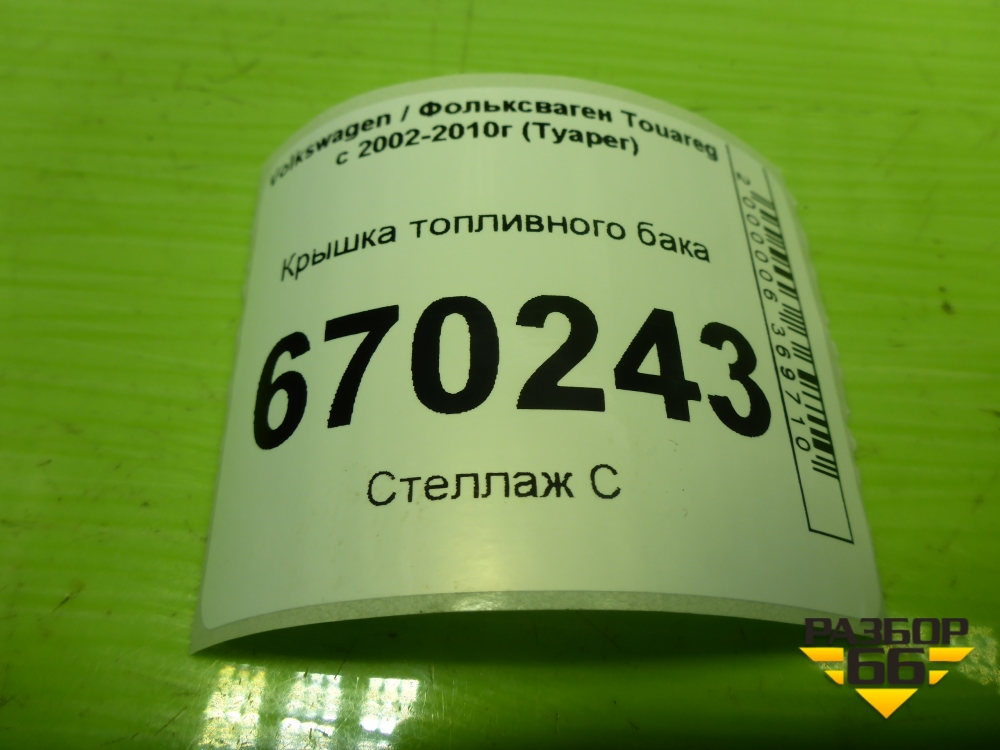 Volkswagen / Фольксваген Touareg
с 2002-2010г (Туарег)
Крышка топливного бака
670243
Стеллаж С
2000006369710
РАЗБОР
66